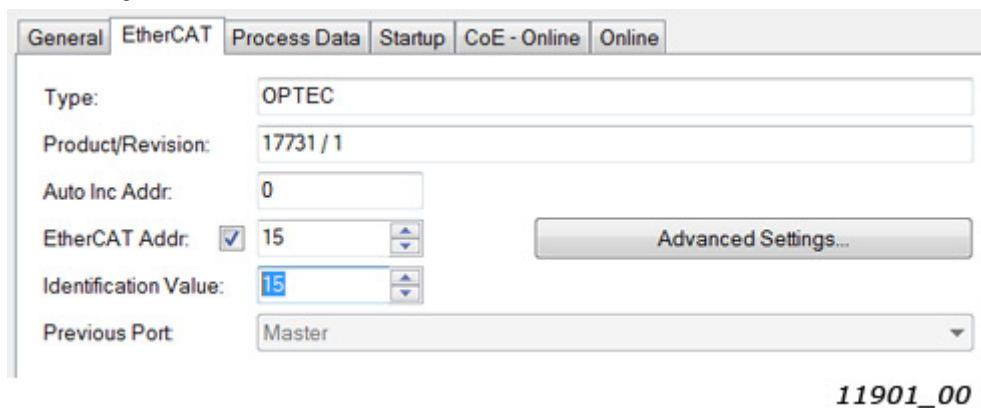 General EtherCAT Process Data Startup CoE - Online Online
Type: OPTEC
Product/Revision: 17731 / 1
Auto Inc Addr: 0
EtherCAT Addr: 15 Advanced Settings...
Identification Value: 15
Previous Port: Master
11901_00